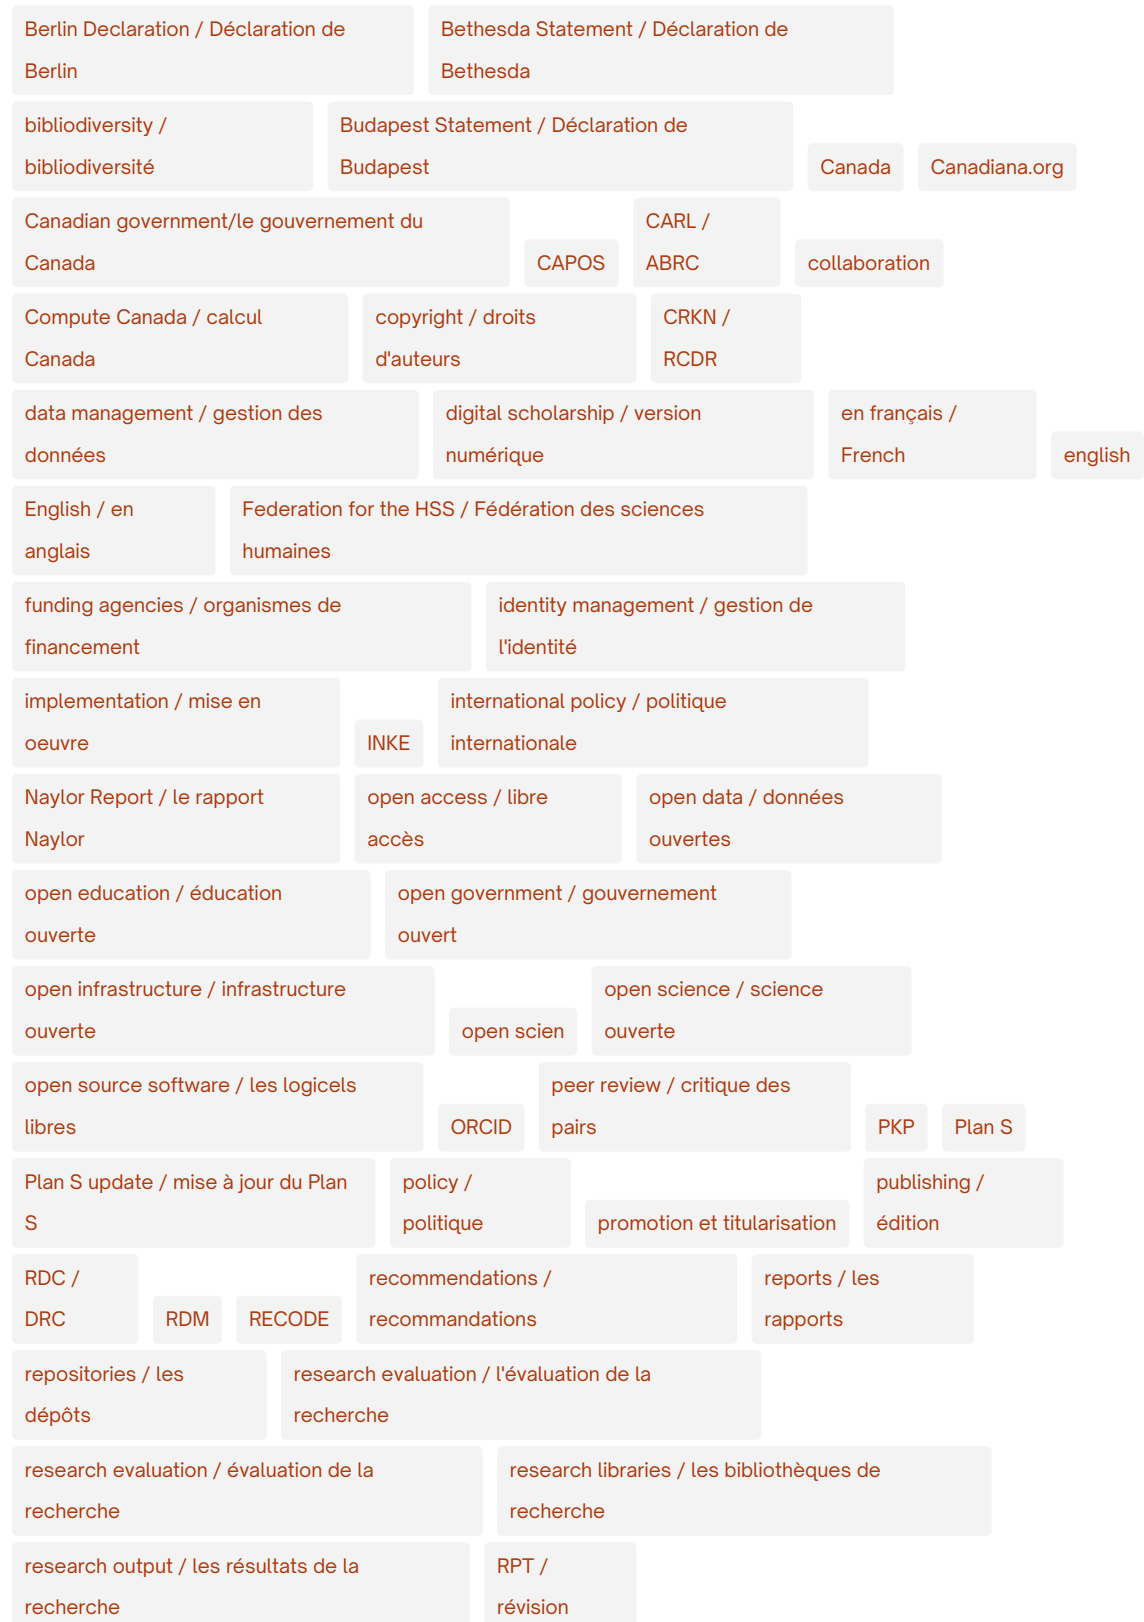 Berlin Declaration / Déclaration de
Berlin
Bethesda Statement / Déclaration de
Bethesda
bibliodiversity /
bibliodiversité
Budapest Statement / Déclaration de
Budapest
Canada
Canadiana.org
Canadian government/le gouvernement du
Canada
CAPOS
CARL /
ABRC
collaboration
Compute Canada / calcul
Canada
copyright / droits
d'auteurs
CRKN /
RCDR
data management / gestion des
données
digital scholarship / version
numérique
en français /
French
english
English / en
anglais
Federation for the HSS / Fédération des sciences
humaines
funding agencies / organismes de
financement
identity management / gestion de
l'identité
implementation / mise en
oeuvre
INKE
international policy / politique
internationale
Naylor Report / le rapport
Naylor
open access / libre
accès
open data / données
ouvertes
open education / éducation
ouverte
open government / gouvernement
ouvert
open infrastructure / infrastructure
ouverte
open scien
open science / science
ouverte
open source software / les logicels
libres
ORCID
peer review / critique des
pairs
PKP
Plan S
Plan S update / mise à jour du Plan
S
policy /
politique
promotion et titularisation
publishing /
édition
RDC /
DRC
RDM
RECODE
recommendations /
recommandations
reports / les
rapports
repositories / les
dépôts
research evaluation / l'évaluation de la
recherche
research evaluation / évaluation de la
recherche
research libraries / les bibliothèques de
recherche
research output / les résultats de la
recherche
RPT /
révision